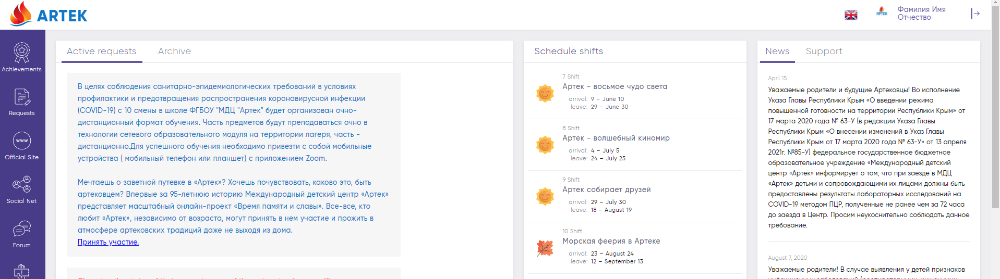 ARTEK
АРТЕК
Фамилия Имя
Отчество
Achievements
Requests
www
Official Site
Social Net
Forum
Active requests
Archive
В целях соблюдения санитарно-эпидемиологических требований в условиях
профилактики и предотвращения распространения коронавирусной инфекции
(COVID-19) с 10 смены в школе ФГБОУ "МДЦ "Артек" будет организован очно-
дистанционный формат обучения. Часть предметов будут преподаваться очно в
технологии сетевого образовательного модуля на территории лагеря, часть -
дистанционно.Для успешного обучения необходимо привезти с собой мобильные
устройства ( мобильный телефон или планшет) с приложением Zoom.
Мечтаешь о заветной путевке в «Артек»? Хочешь почувствовать, каково это, быть
артековцем? Впервые за 95-летнюю историю Международный детский центр «Артек»
представляет масштабный онлайн-проект «Время памяти и славы». Все-все, кто
любит «Артек», независимо от возраста, могут принять в нем участие и прожить в
атмосфере артековских традиций даже не выходя из дома.
Принять участие.
Schedule shifts
7 Shift
Артек - восьмое чудо света
arrival: 9 – June 10
leave: 29 – June 30
8 Shift
Артек - волшебный киномир
arrival: 4 – July 5
leave: 24 – July 25
9 Shift
Артек собирает друзей
arrival: 29 – July 30
leave: 18 – August 19
10 Shift
Морская феерия в Артеке
arrival: 23 – August 24
leave: 12 – September 13
News
Support
April 15
Уважаемые родители и будущие Артековцы! Во исполнение
Указа Главы Республики Крым «О введении режима
повышенной готовности на территории Республики Крым» от
17 марта 2020 года № 63-У (в редакции Указа Главы
Республики Крым «О внесении изменений в Указ Главы
Республики Крым от 17 марта 2020 года № 63-У» от 13 апреля
2021г. №85-У) федеральное государственное бюджетное
образовательное учреждение «Международный детский
центр «Артек» информирует о том, что при заезде в МДЦ
«Артек» детьми и сопровождающими их лицами должны быть
предоставлены результаты лабораторных исследований на
COVID-19 методом ПЦР, полученные не ранее чем за 72 часа
до заезда в Центр. Просим неукоснительно соблюдать данное
требование.
August 7, 2020
Уважаемые родители! В случае выявления у детей признаков